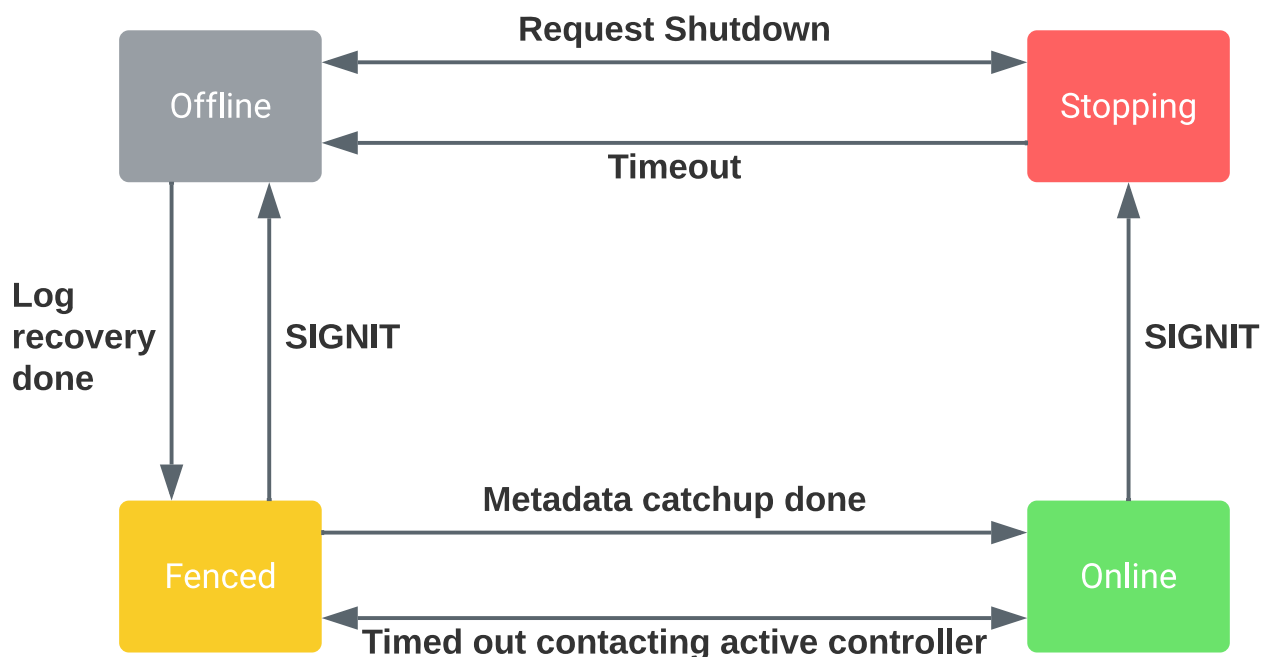 Request Shutdown
Offline
Stopping
Timeout
Log
recovery
done
SIGNIT
SIGNIT
Metadata catchup done
Fenced
Online
Timed out contacting active controller